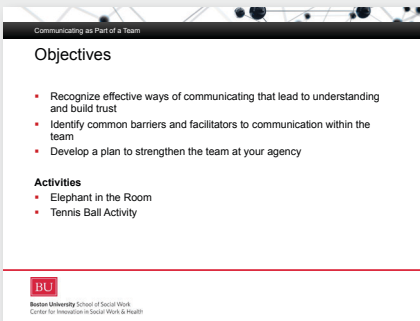 Communicating as Part of a Team
Objectives
▪ Recognize effective ways of communicating that lead to understanding
and build trust
▪ Identify common barriers and facilitators to communication within the
team
▪ Develop a plan to strengthen the team at your agency
Activities
▪ Elephant in the Room
▪ Tennis Ball Activity
BU
Boston University School of Social Work
Center for Innovation in Social Work & Health